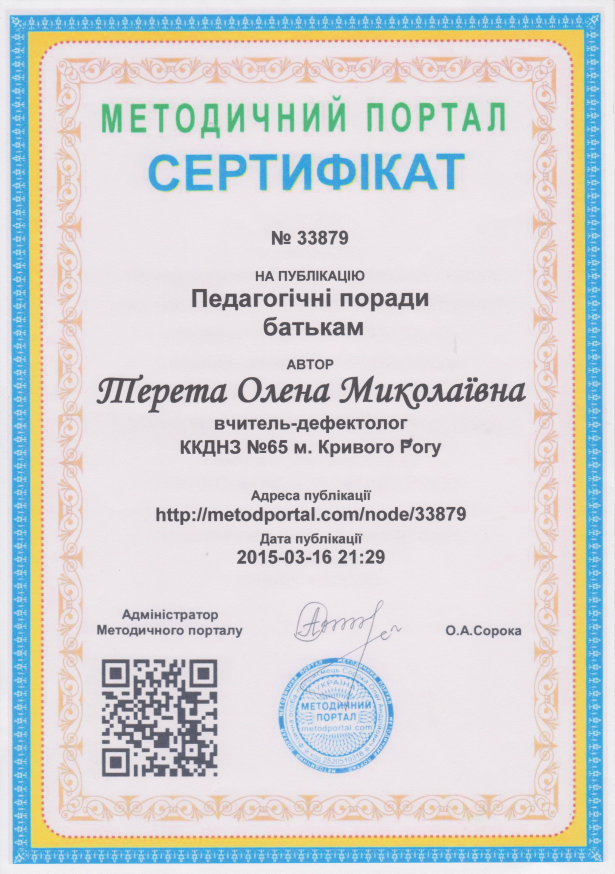 МЕТОДИЧНИЙ ПОРТАЛ
СЕРТИФІКАТ
№ 33879
НА ПУБЛІКАЦІЮ
Педагогічні поради
батькам
АВТОР
Терета Олена Миколаївна
вчитель-дефектолог
ККДНЗ №65 м. Кривого Рогу
Адреса публікації
http://metodportal.com/node/33879
Дата публікації
2015-03-16 21:29
Адміністратор
Методичного порталу
О.А.Сорока
УКРАЇНА
МЕТОДИЧНИЙ
ПОРТАЛ
metodportal.com